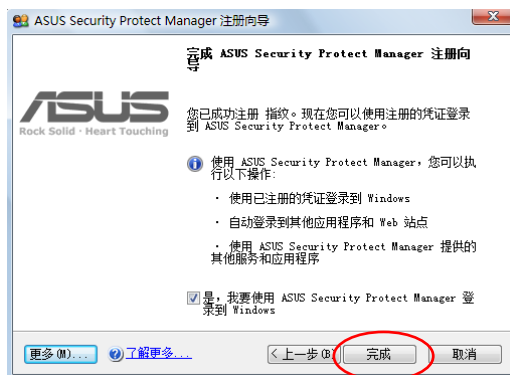 ASUS Security Protect Manager 注册向导
完成 ASUS Security Protect Manager 注册向
导
ASUS
Rock Solid · Heart Touching
您已成功注册 指纹。现在您可以使用注册的凭证登录
到 ASUS Security Protect Manager。
使用 ASUS Security Protect Manager，您可以执
行以下操作:
· 使用已注册的凭证登录到 Windows
· 自动登录到其他应用程序和 Web 站点
· 使用 ASUS Security Protect Manager 提供的
其他服务和应用程序
是，我要使用 ASUS Security Protect Manager 登
录到 Windows
更多(M)...
了解更多...
<上一步(B)
完成
取消